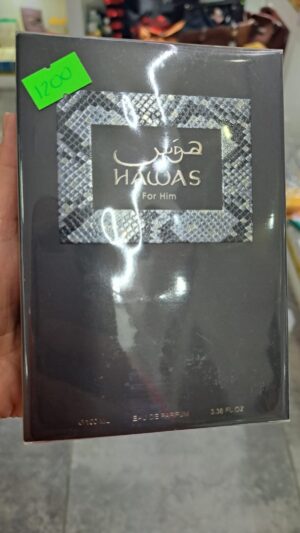 1200
هوس
HAWAS
For Him
100 ML EAU DE PARFUM 3.38 FL OZ